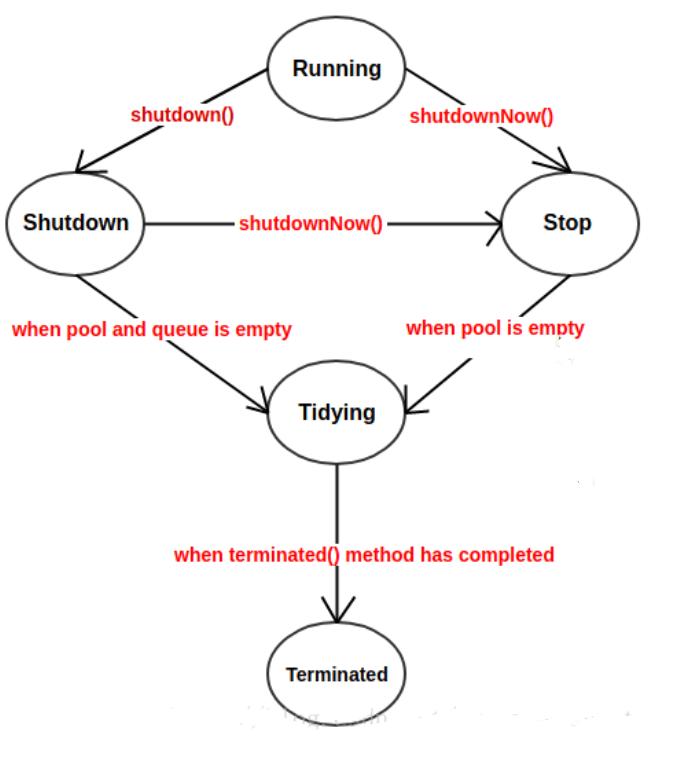 Running
shutdown()
shutdownNow()
Shutdown
shutdownNow()
Stop
when pool and queue is empty
when pool is empty
Tidying
when terminated() method has completed
Terminated